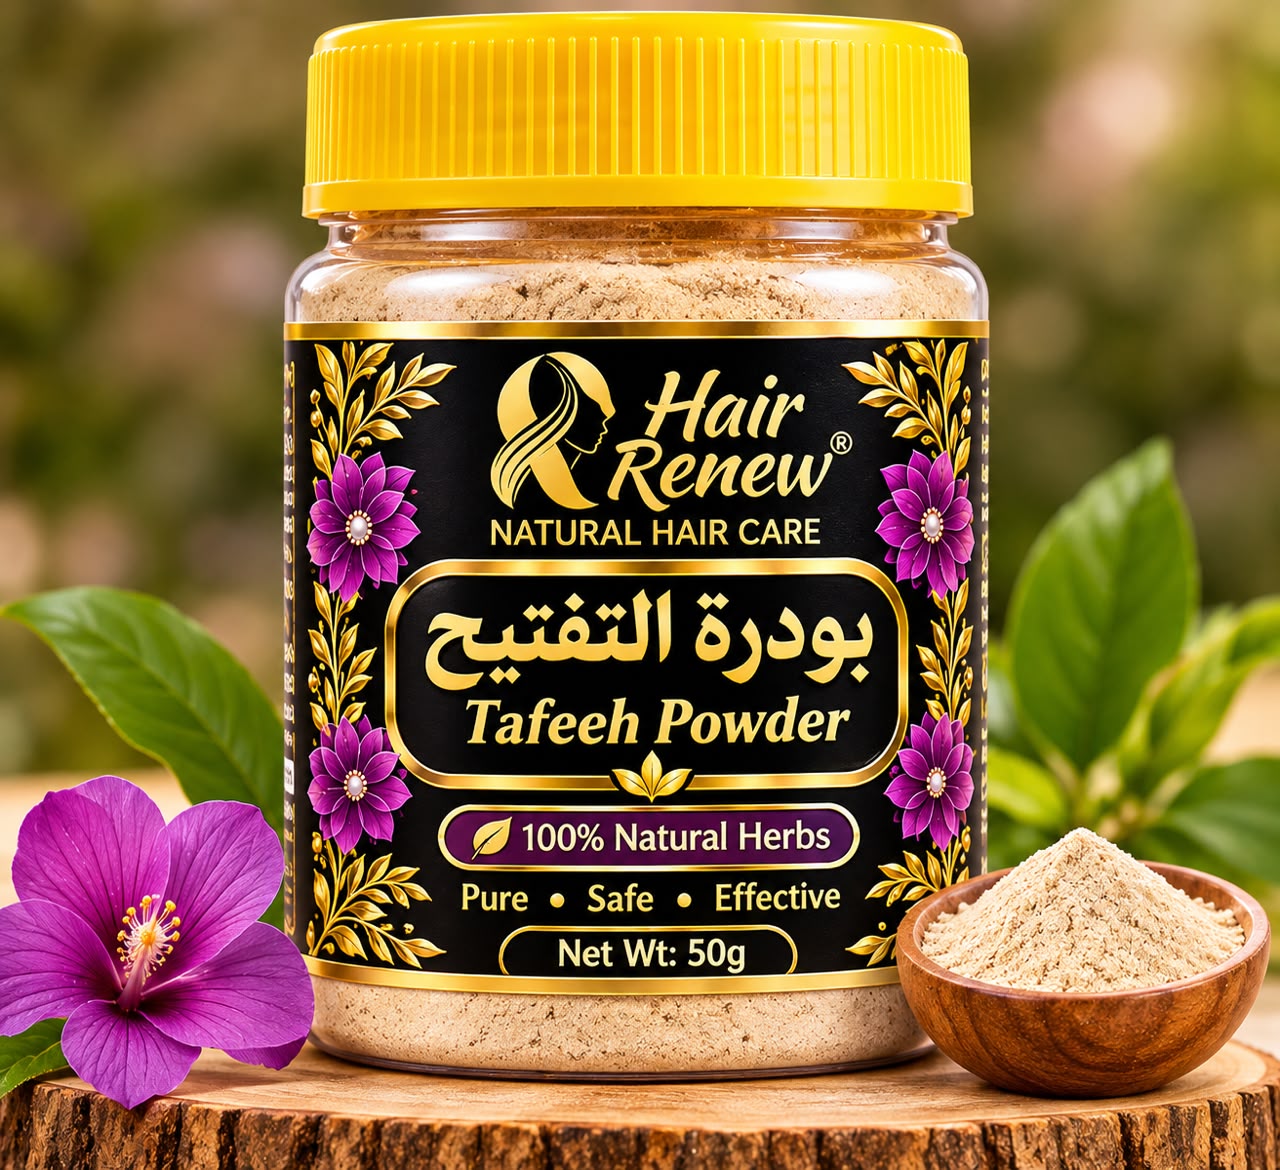 Hair
Renew®
NATURAL HAIR CARE
بودرة التفتيح
Tafeeh Powder
100% Natural Herbs
Pure • Safe • Effective
Net Wt: 50g